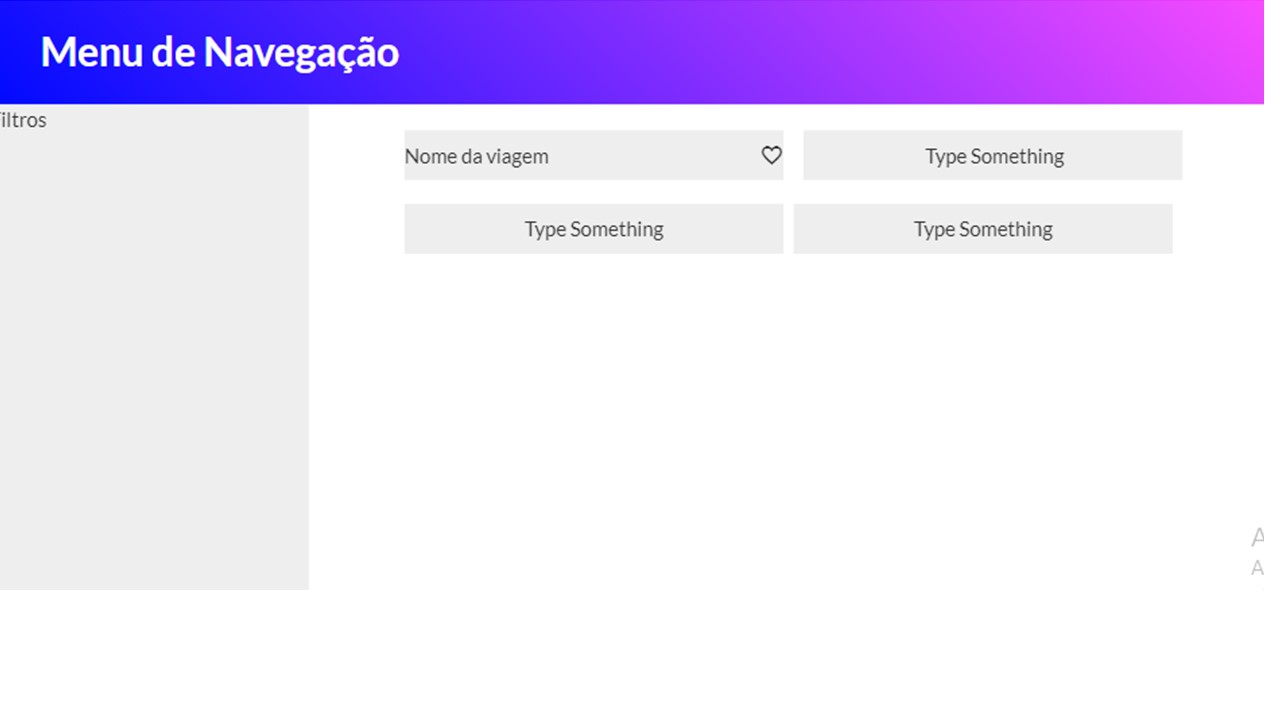 Menu de Navegação
iltros
Nome da viagem
Type Something
Type Something
Type Something
A
A